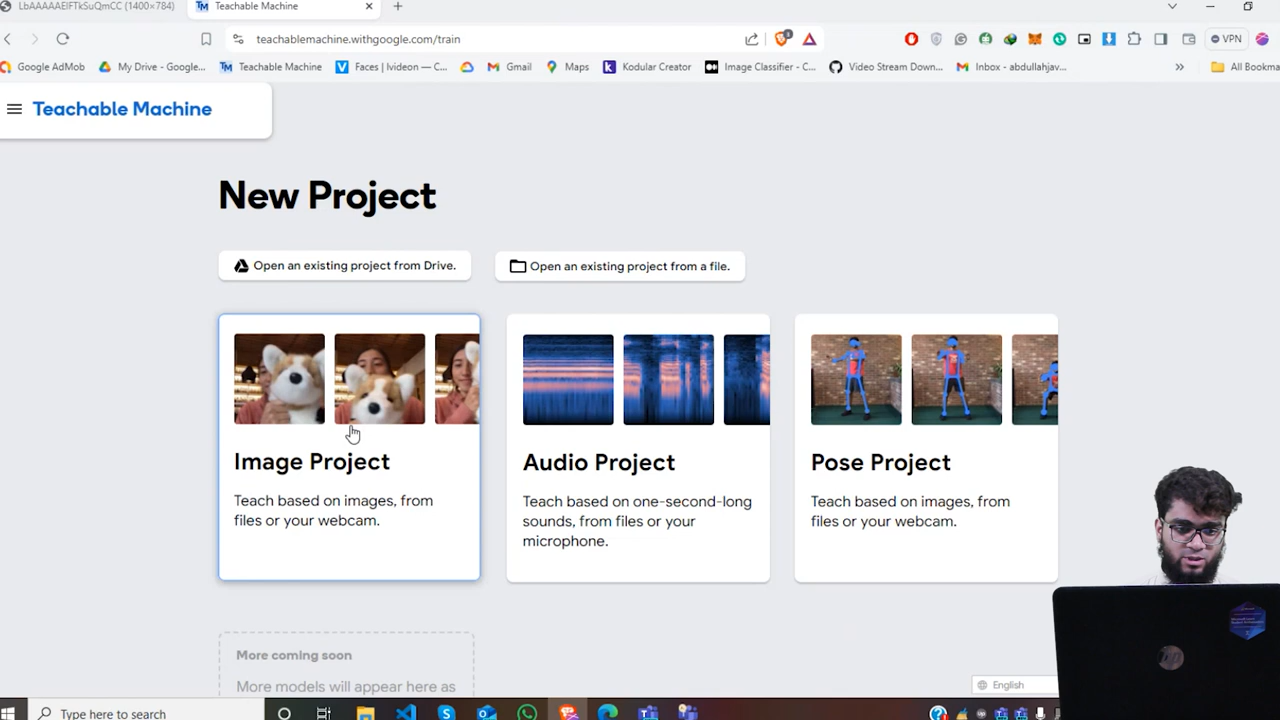 LbAAAAAElFTkSuQmCC (1400×784)
Teachable Machine
teachablemachine.withgoogle.com/train
VPN
Google AdMob
My Drive - Google...
Teachable Machine
Faces | Ivideon — C...
Gmail
Maps
Kodular Creator
Image Classifier - C...
Video Stream Down...
Inbox - abdullahjav...
All Bookma
Teachable Machine
New Project
Open an existing project from Drive.
Open an existing project from a file.
Image Project
Teach based on images, from
files or your webcam.
Audio Project
Teach based on one-second-long
sounds, from files or your
microphone.
Pose Project
Teach based on images, from
files or your webcam.
More coming soon
More models will appear here as
English
Type here to search